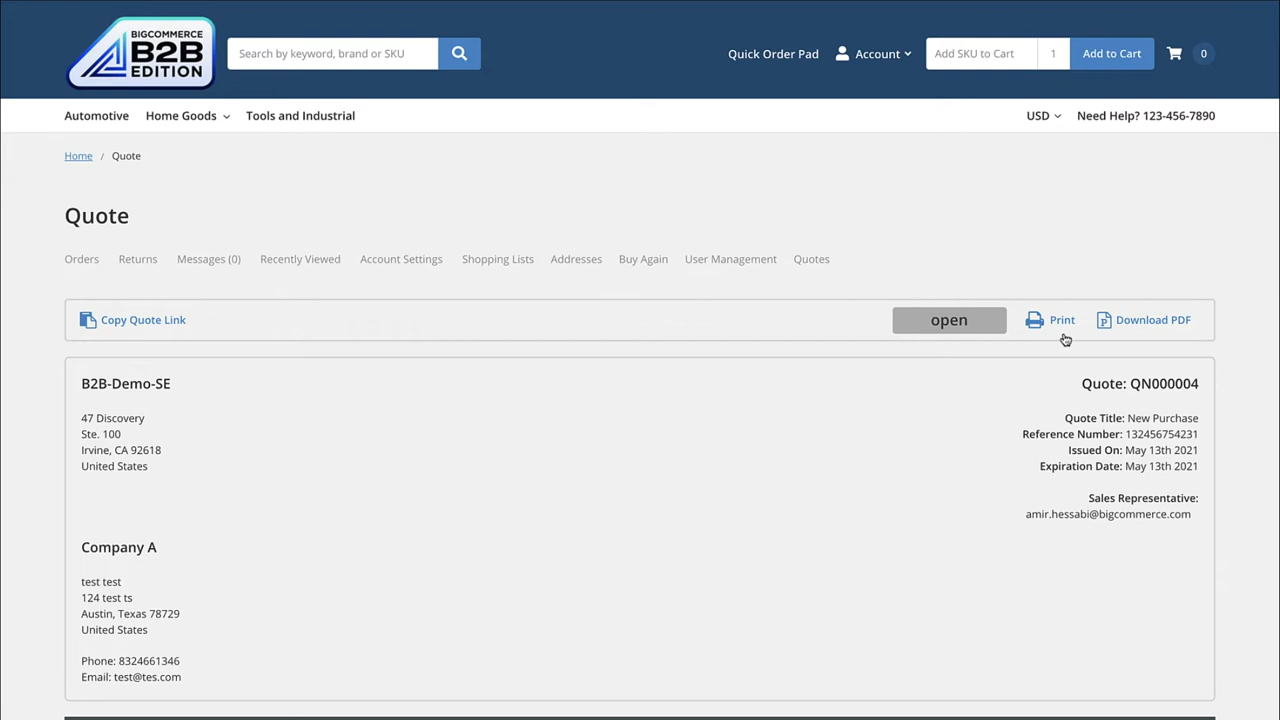 BIGCOMMERCE
B2B
EDITION
Search by keyword, brand or SKU
Quick Order Pad
Account
Add SKU to Cart
1
Add to Cart
0
Automotive
Home Goods
Tools and Industrial
USD
Need Help? 123-456-7890
Home / Quote
Quote
Orders
Returns
Messages (0)
Recently Viewed
Account Settings
Shopping Lists
Addresses
Buy Again
User Management
Quotes
Copy Quote Link
open
Print
Download PDF
B2B-Demo-SE
47 Discovery
Ste. 100
Irvine, CA 92618
United States
Quote: QN000004
Quote Title: New Purchase
Reference Number: 132456754231
Issued On: May 13th 2021
Expiration Date: May 13th 2021
Sales Representative:
amir.hessabi@bigcommerce.com
Company A
test test
124 test ts
Austin, Texas 78729
United States
Phone: 8324661346
Email: test@tes.com